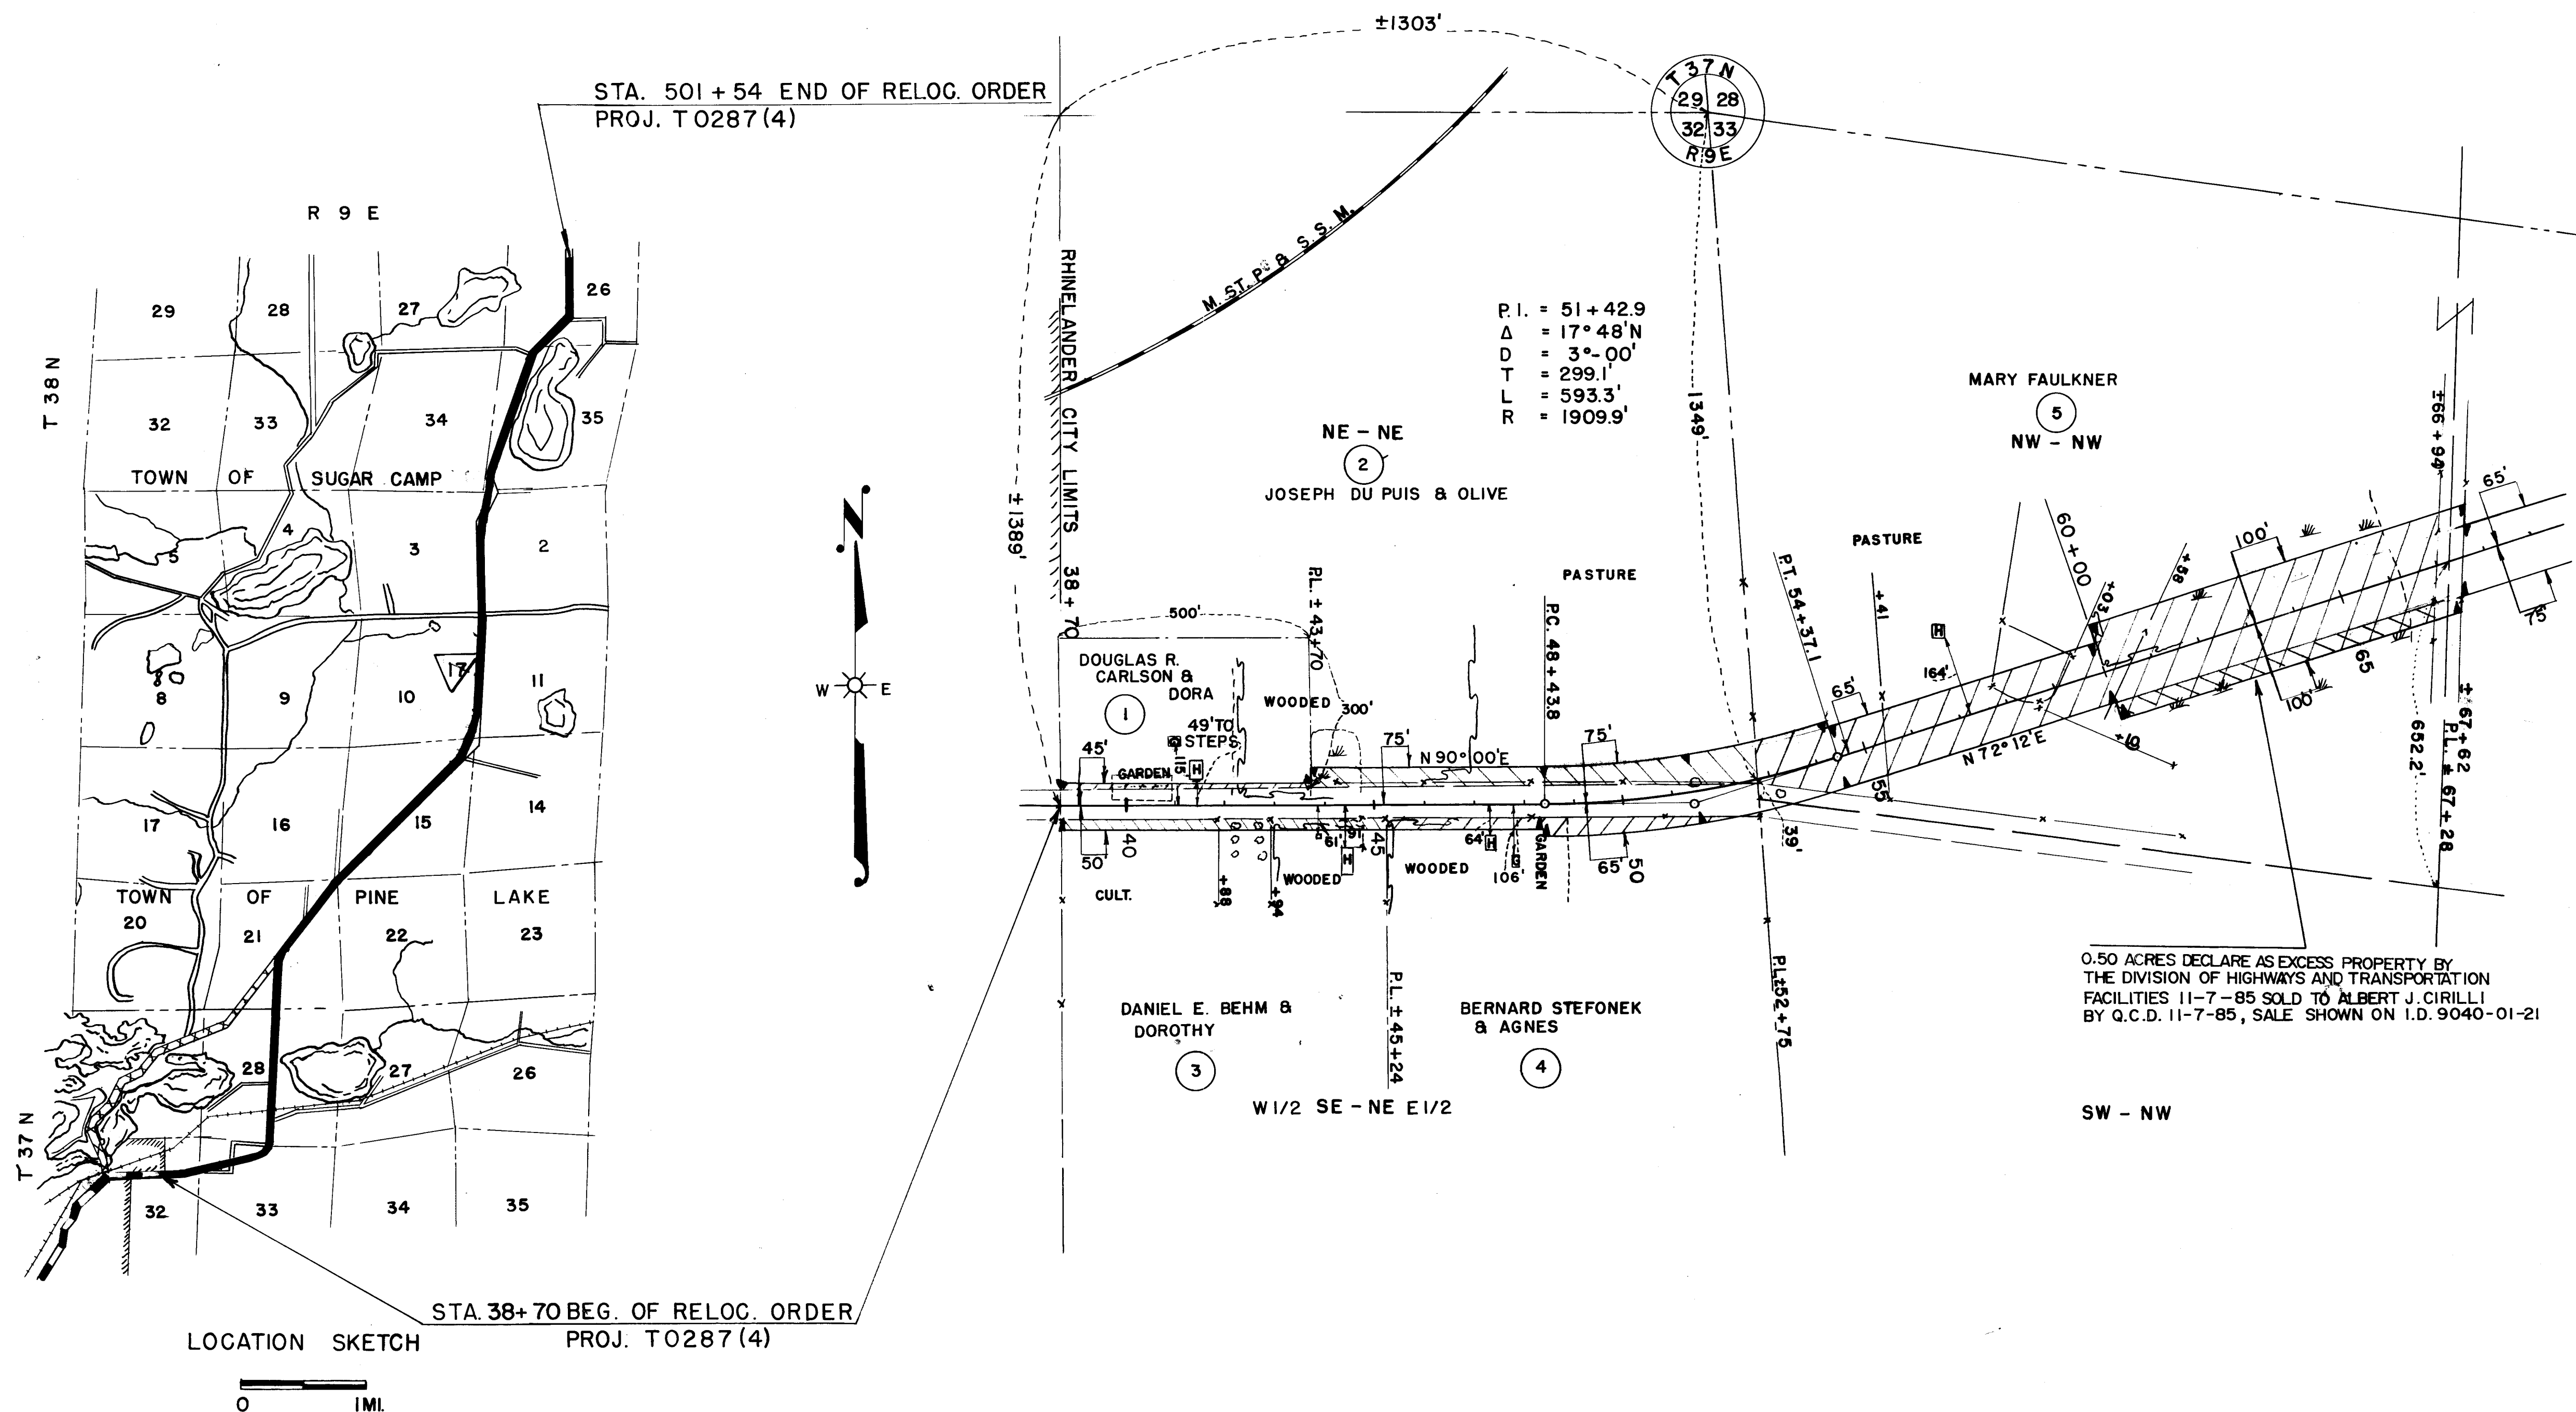 STA. 501 + 54 END OF RELOC. ORDER
PROJ. T 0287 (4)
R 9 E
T 38 N
29
28
27
26
32
33
34
35
TOWN OF SUGAR CAMP
5
4
3
2
17
8
9
10
11
17
16
15
14
TOWN OF PINE LAKE
20
21
22
23
28
27
26
T 37 N
32
33
34
35
STA. 38 + 70 BEG. OF RELOC. ORDER
PROJ. T 0287 (4)
LOCATION SKETCH
0 1 MI.
N
W E
±1303'
T 37 N
29 28
32 33
R 9 E
± 1389'
RHINELANDER CITY LIMITS 38 + 70
M. ST. P. & S. S. M.
P.I. = 51 + 42.9
Δ = 17° 48' N
D = 3°- 00'
T = 299.1'
L = 593.3'
R = 1909.9'
1349'
NE - NE
2
JOSEPH DU PUIS & OLIVE
MARY FAULKNER
5
NW - NW
PASTURE
PASTURE
500'
P.L. ± 43+70
DOUGLAS R.
CARLSON &
DORA
1
WOODED
300'
49' TO
STEPS
45'
GARDEN
115'
H
75'
N 90° 00' E
P.C. 48 + 43.8
75'
P.T. 54+37.1
65'
+41
H
164'
60 + 00
+03
+58
100'
±66 + 94
65'
75'
65
100'
+10
N 72° 12' E
55
39'
652.2'
± 67 + 62
P.L. ± 67 + 28
50'
40
CULT.
+88
+94
WOODED
61'
91'
H
45
WOODED
64'
H
106'
G
GARDEN
65'
50
DANIEL E. BEHM &
DOROTHY
3
P.L. ± 45+24
BERNARD STEFONEK
& AGNES
4
W 1/2 SE - NE E 1/2
P.L. ± 52 + 75
0.50 ACRES DECLARE AS EXCESS PROPERTY BY
THE DIVISION OF HIGHWAYS AND TRANSPORTATION
FACILITIES 11-7-85 SOLD TO ALBERT J. CIRILLI
BY Q.C.D. 11-7-85, SALE SHOWN ON I.D. 9040-01-21
SW - NW